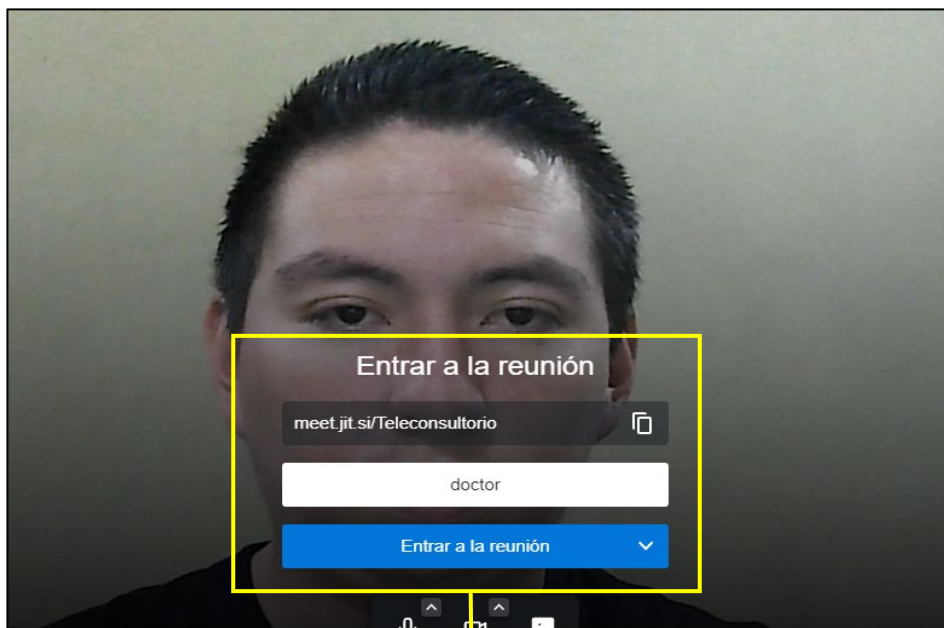 Entrar a la reunión
meet.jit.si/Teleconsultorio
doctor
Entrar a la reunión